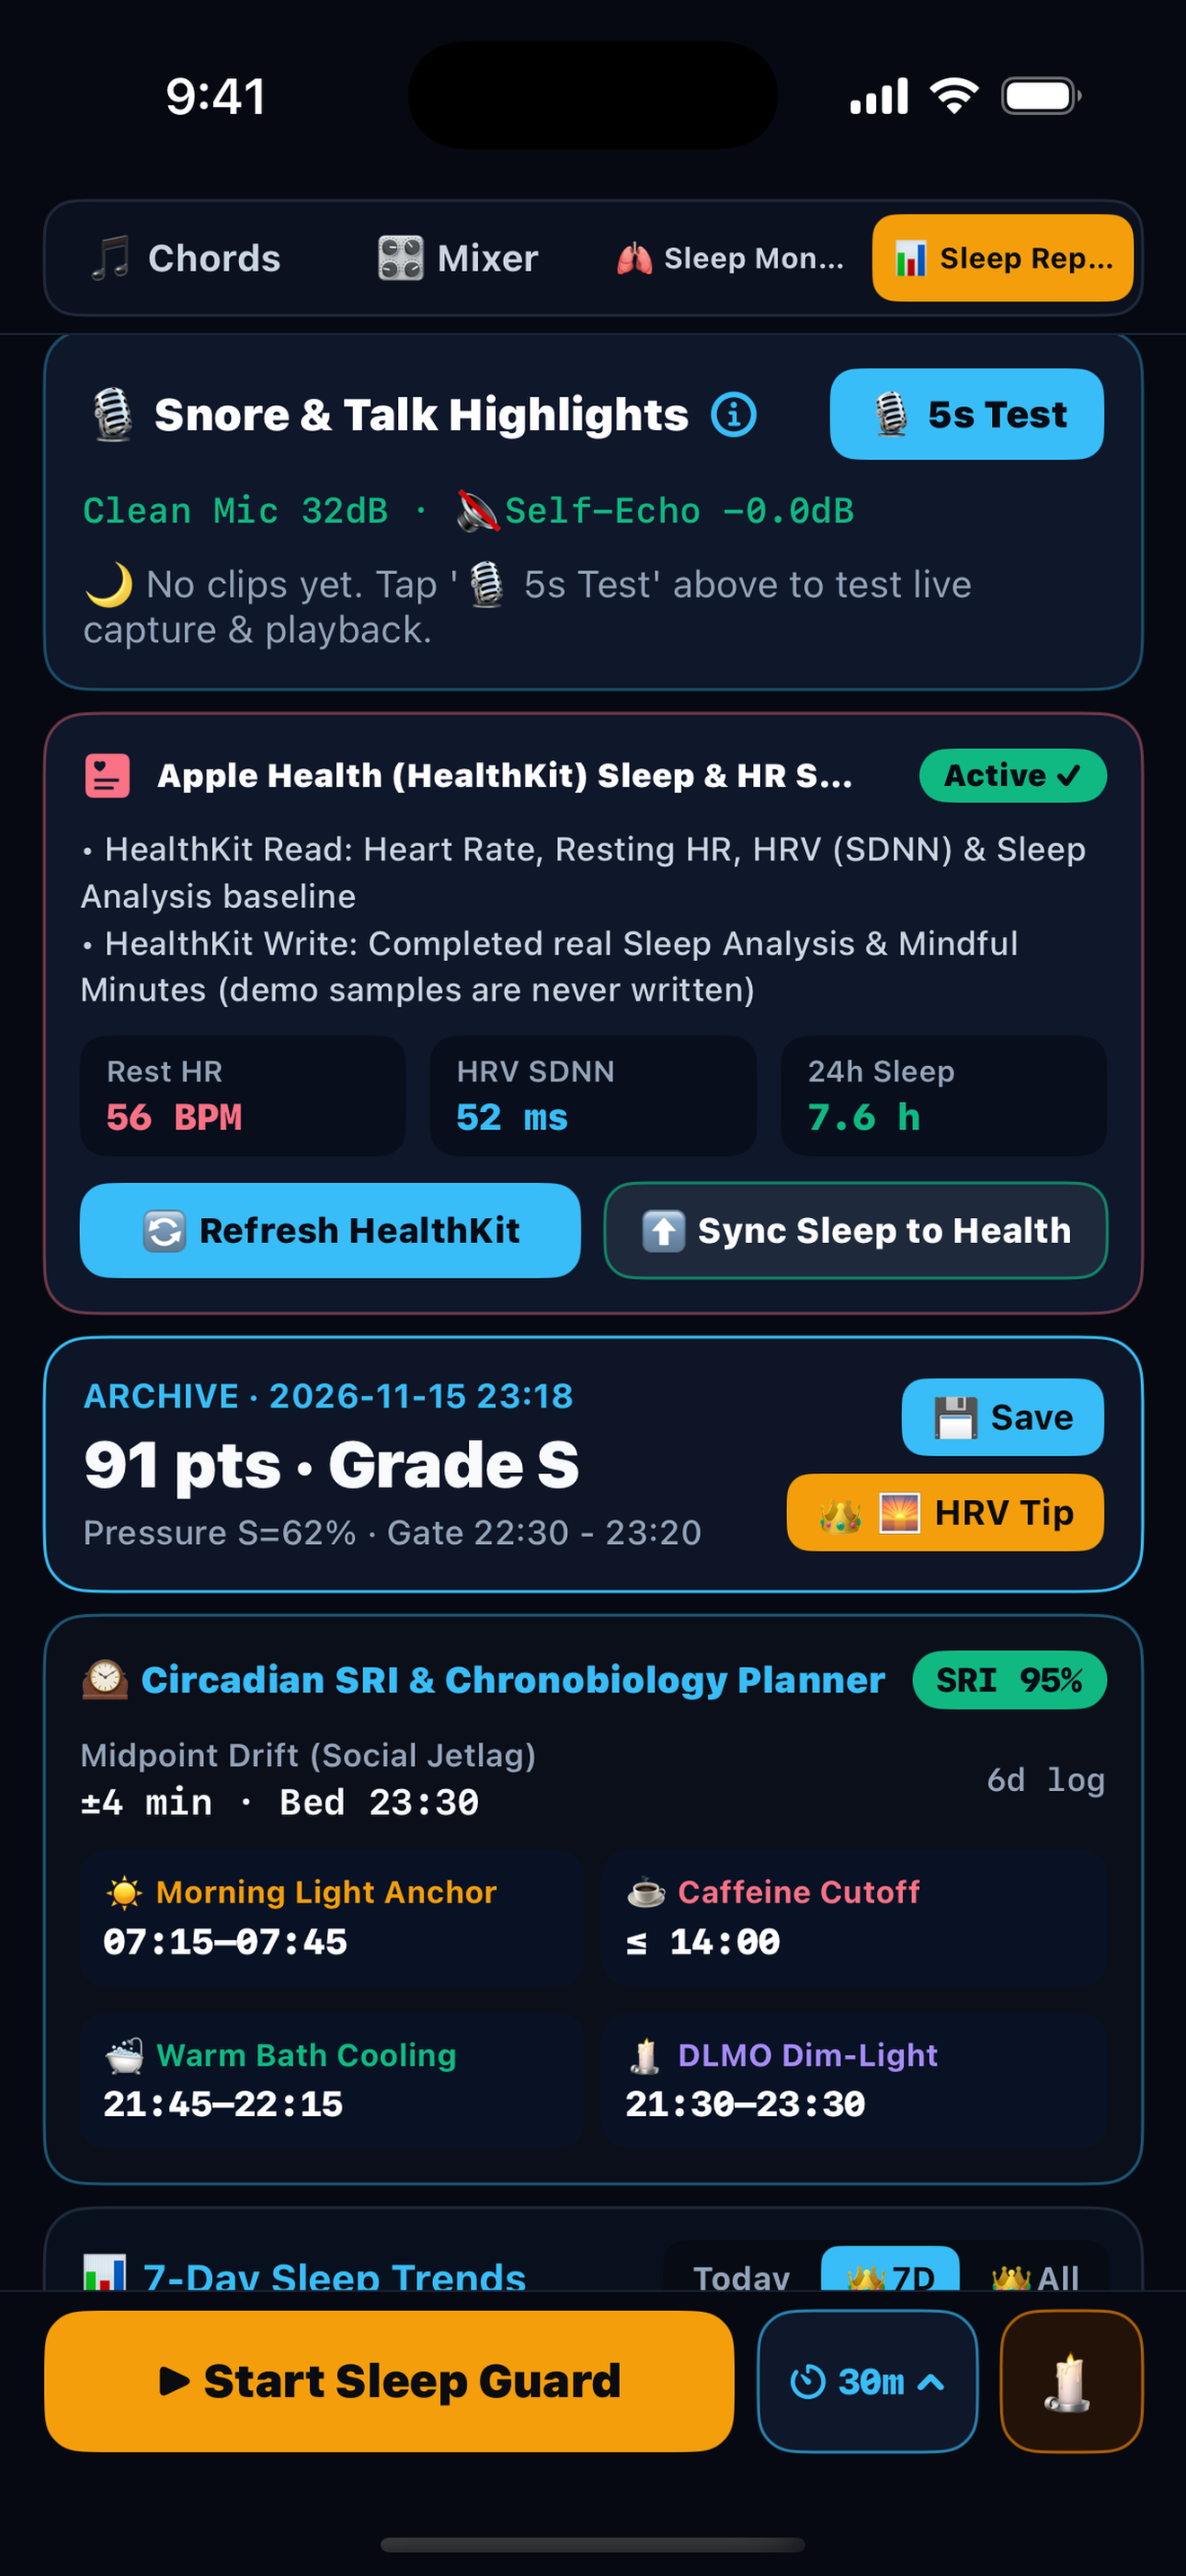 9:41
🎵 Chords
🎛️ Mixer
🫁 Sleep Mon...
📊 Sleep Rep...
🎙️ Snore & Talk Highlights
🎙️ 5s Test
Clean Mic 32dB · 🔇Self-Echo -0.0dB
🌙 No clips yet. Tap '🎙️ 5s Test' above to test live
capture & playback.
Apple Health (HealthKit) Sleep & HR S...
Active ✓
• HealthKit Read: Heart Rate, Resting HR, HRV (SDNN) & Sleep
Analysis baseline
• HealthKit Write: Completed real Sleep Analysis & Mindful
Minutes (demo samples are never written)
Rest HR
56 BPM
HRV SDNN
52 ms
24h Sleep
7.6 h
🔄 Refresh HealthKit
⬆️ Sync Sleep to Health
ARCHIVE · 2026-11-15 23:18
91 pts · Grade S
Pressure S=62% · Gate 22:30 - 23:20
💾 Save
👑 🌅 HRV Tip
🕰️ Circadian SRI & Chronobiology Planner
SRI 95%
Midpoint Drift (Social Jetlag)
±4 min · Bed 23:30
6d log
☀️ Morning Light Anchor
07:15–07:45
☕ Caffeine Cutoff
≤ 14:00
🛁 Warm Bath Cooling
21:45–22:15
🕯️ DLMO Dim-Light
21:30–23:30
📊 7-Day Sleep Trends
Today
👑7D
👑All
▶ Start Sleep Guard
30m